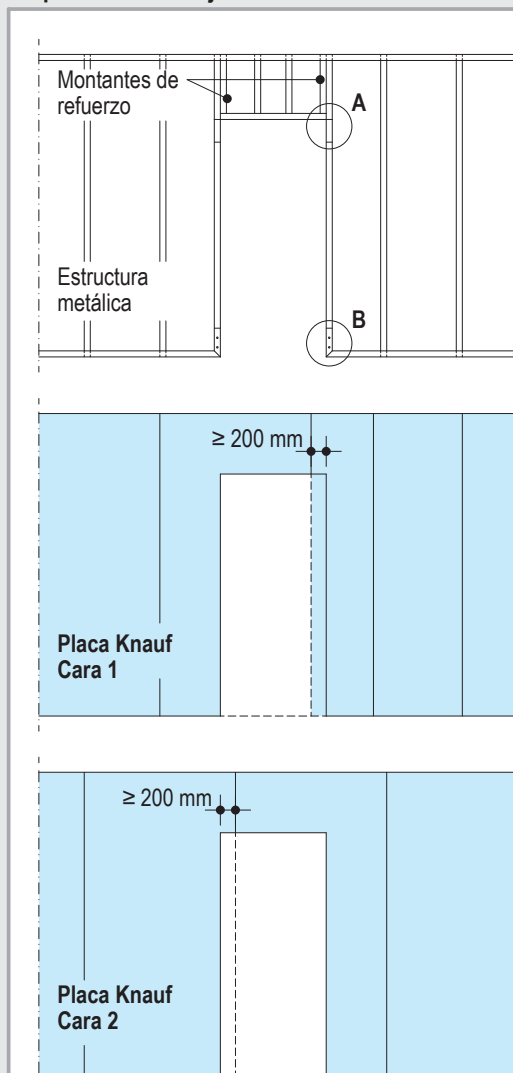 Montantes de
refuerzo
A
Estructura
metálica
B
≥ 200 mm
Placa Knauf
Cara 1
≥ 200 mm
Placa Knauf
Cara 2